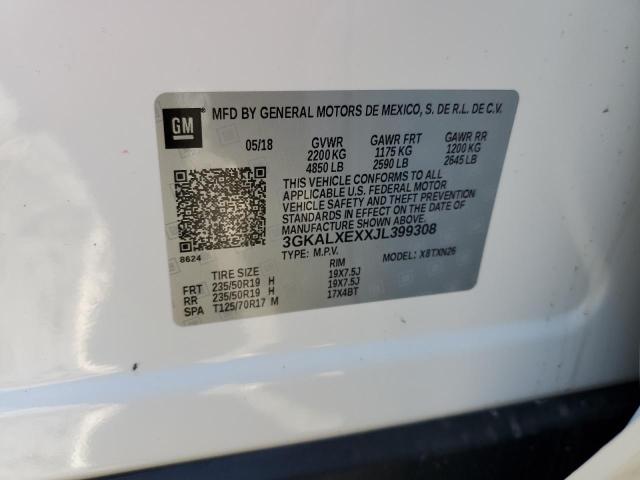 GM
MFD BY GENERAL MOTORS DE MEXICO, S. DE R.L. DE C.V.
05/18 GVWR GAWR FRT GAWR RR
2200 KG 1175 KG 1200 KG
4850 LB 2590 LB 2645 LB
THIS VEHICLE CONFORMS TO ALL
APPLICABLE U.S. FEDERAL MOTOR
VEHICLE SAFETY AND THEFT PREVENTION
STANDARDS IN EFFECT ON THE DATE OF
MANUFACTURE SHOWN ABOVE.
3GKALXEXXJL399308
8624
TYPE: M.P.V. MODEL: X8TXN26
TIRE SIZE RIM
FRT 235/50R19 H 19X7.5J
RR 235/50R19 H 19X7.5J
SPA T125/70R17 M 17X4BT